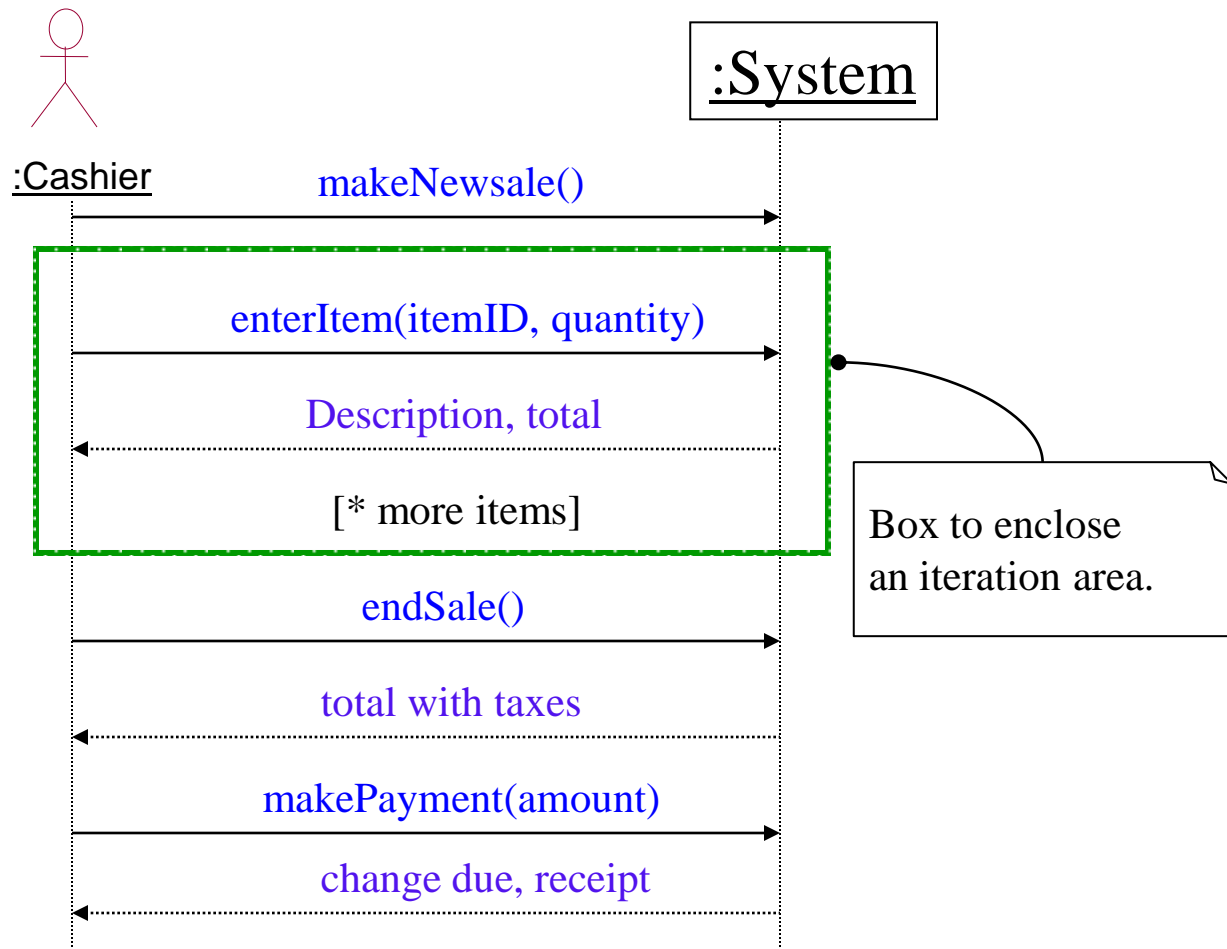 :System
:Cashier
makeNewsale()
enterItem(itemID, quantity)
Description, total
[* more items]
Box to enclose
an iteration area.
endSale()
total with taxes
makePayment(amount)
change due, receipt